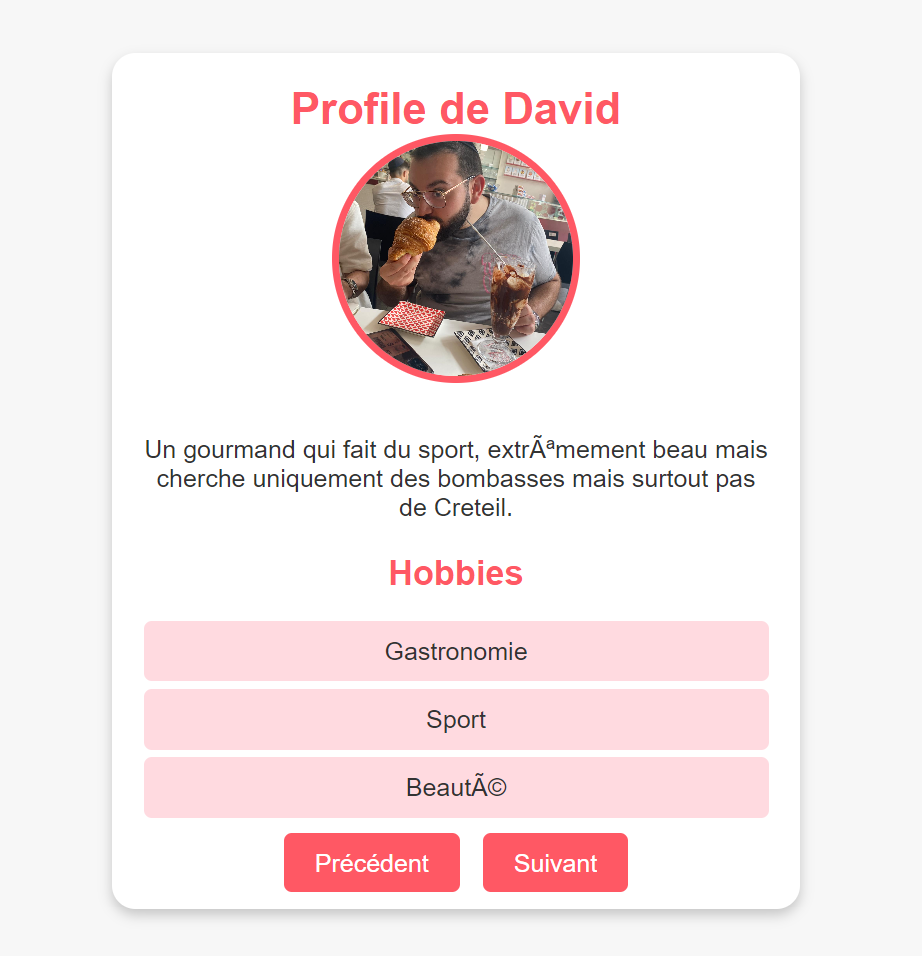 Profile de David
Un gourmand qui fait du sport, extrÃªmement beau mais
cherche uniquement des bombasses mais surtout pas
de Creteil.
Hobbies
Gastronomie
Sport
BeautÃ©
Précédent
Suivant